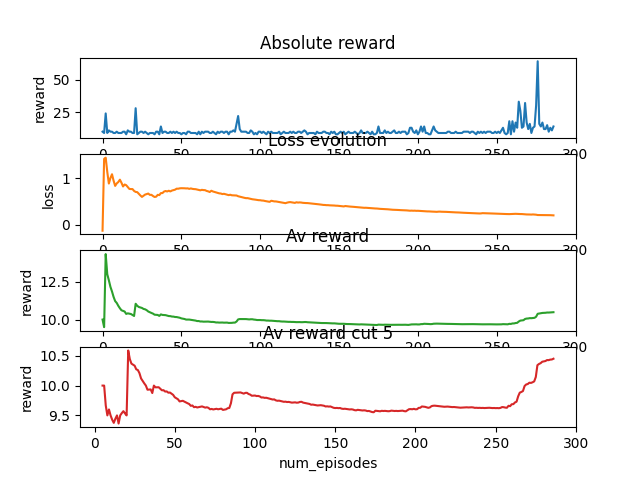 Absolute reward
50
25
reward
0 50 100 150 200 250 300
Loss evolution
1
0
loss
0 50 100 150 200 250 300
Av reward
12.5
10.0
reward
0 50 100 150 200 250 300
Av reward cut 5
10.5
10.0
9.5
reward
0 50 100 150 200 250 300
num_episodes